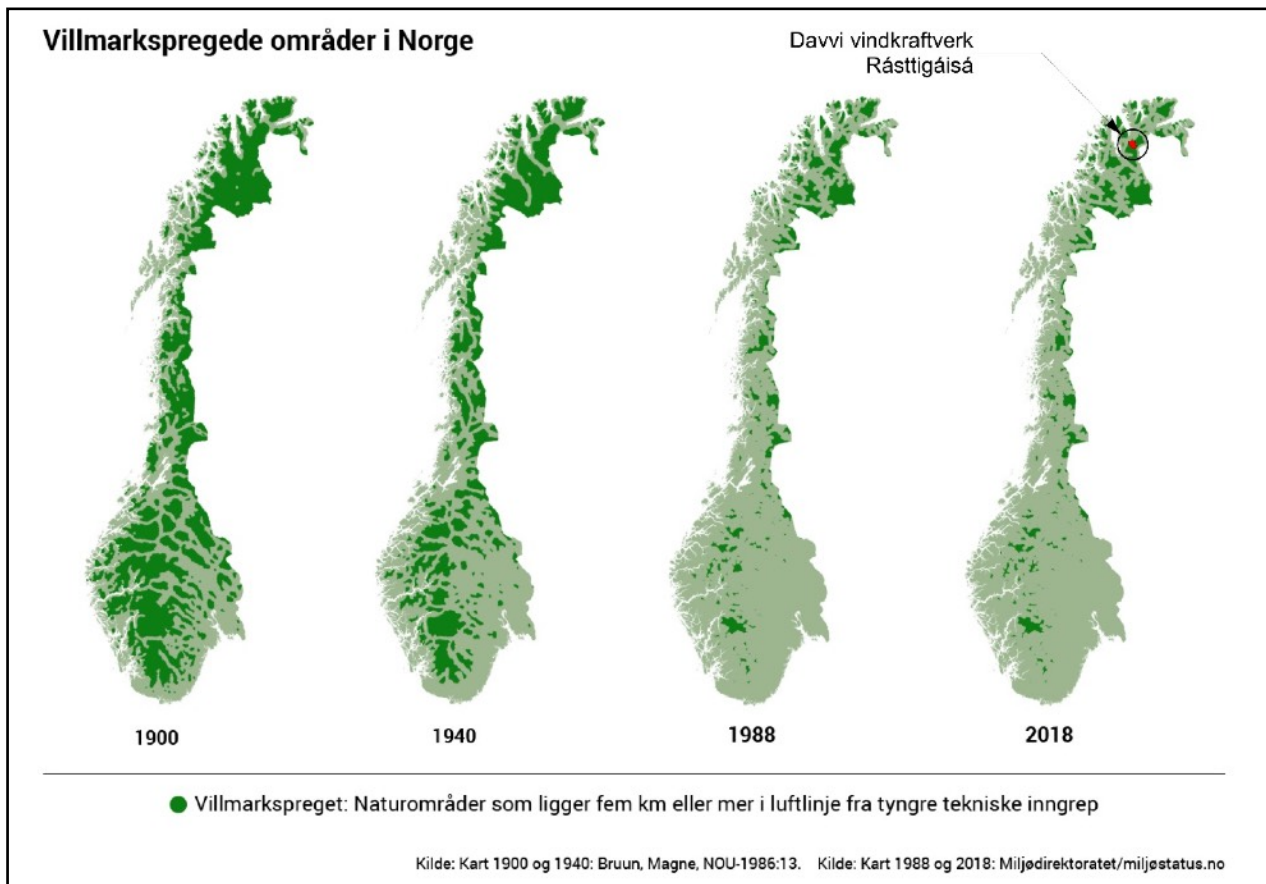 Villmarkspregede områder i Norge
Davvi vindkraftverk
Rásttigáisá
1900
1940
1988
2018
Villmarkspreget: Naturområder som ligger fem km eller mer i luftlinje fra tyngre tekniske inngrep
Kilde: Kart 1900 og 1940: Bruun, Magne, NOU-1986:13. Kilde: Kart 1988 og 2018: Miljødirektoratet/miljøstatus.no